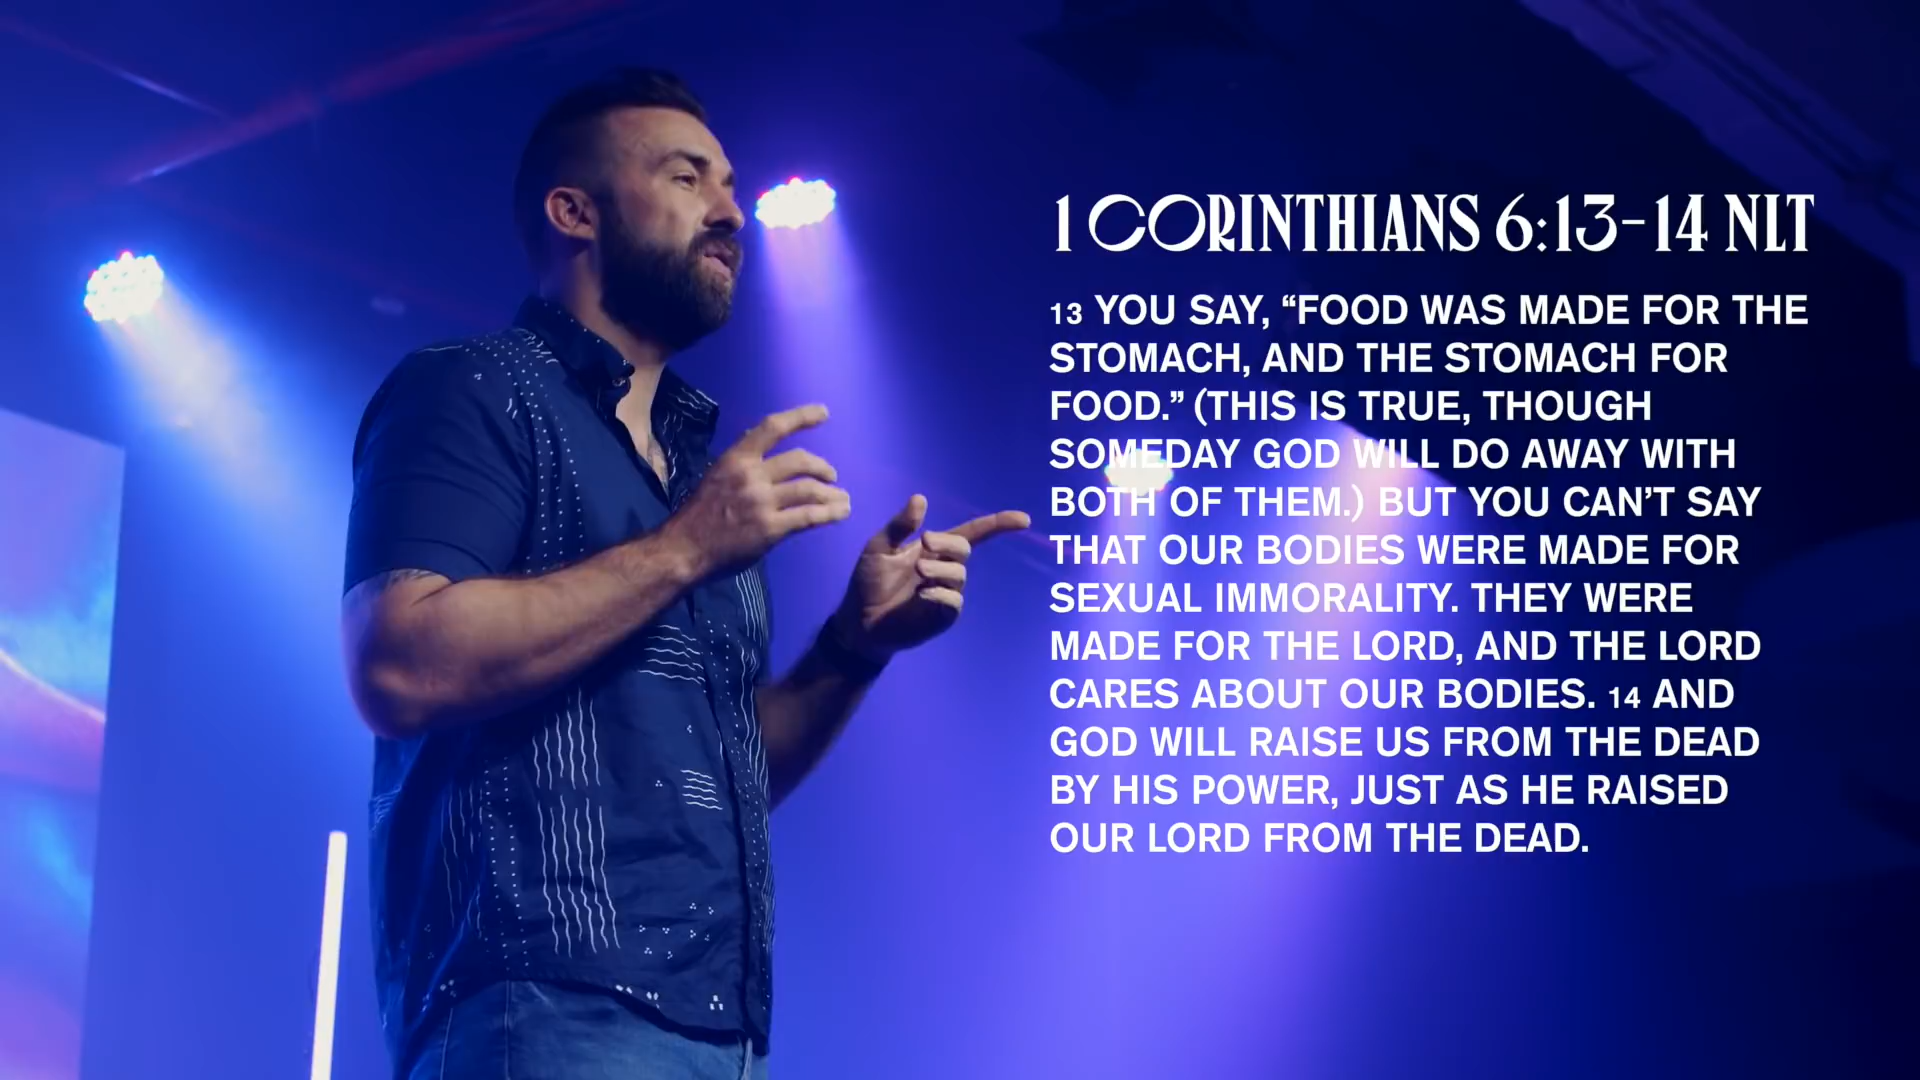 1 CORINTHIANS 6:13-14 NLT
13 YOU SAY, “FOOD WAS MADE FOR THE
STOMACH, AND THE STOMACH FOR
FOOD.” (THIS IS TRUE, THOUGH
SOMEDAY GOD WILL DO AWAY WITH
BOTH OF THEM.) BUT YOU CAN’T SAY
THAT OUR BODIES WERE MADE FOR
SEXUAL IMMORALITY. THEY WERE
MADE FOR THE LORD, AND THE LORD
CARES ABOUT OUR BODIES. 14 AND
GOD WILL RAISE US FROM THE DEAD
BY HIS POWER, JUST AS HE RAISED
OUR LORD FROM THE DEAD.